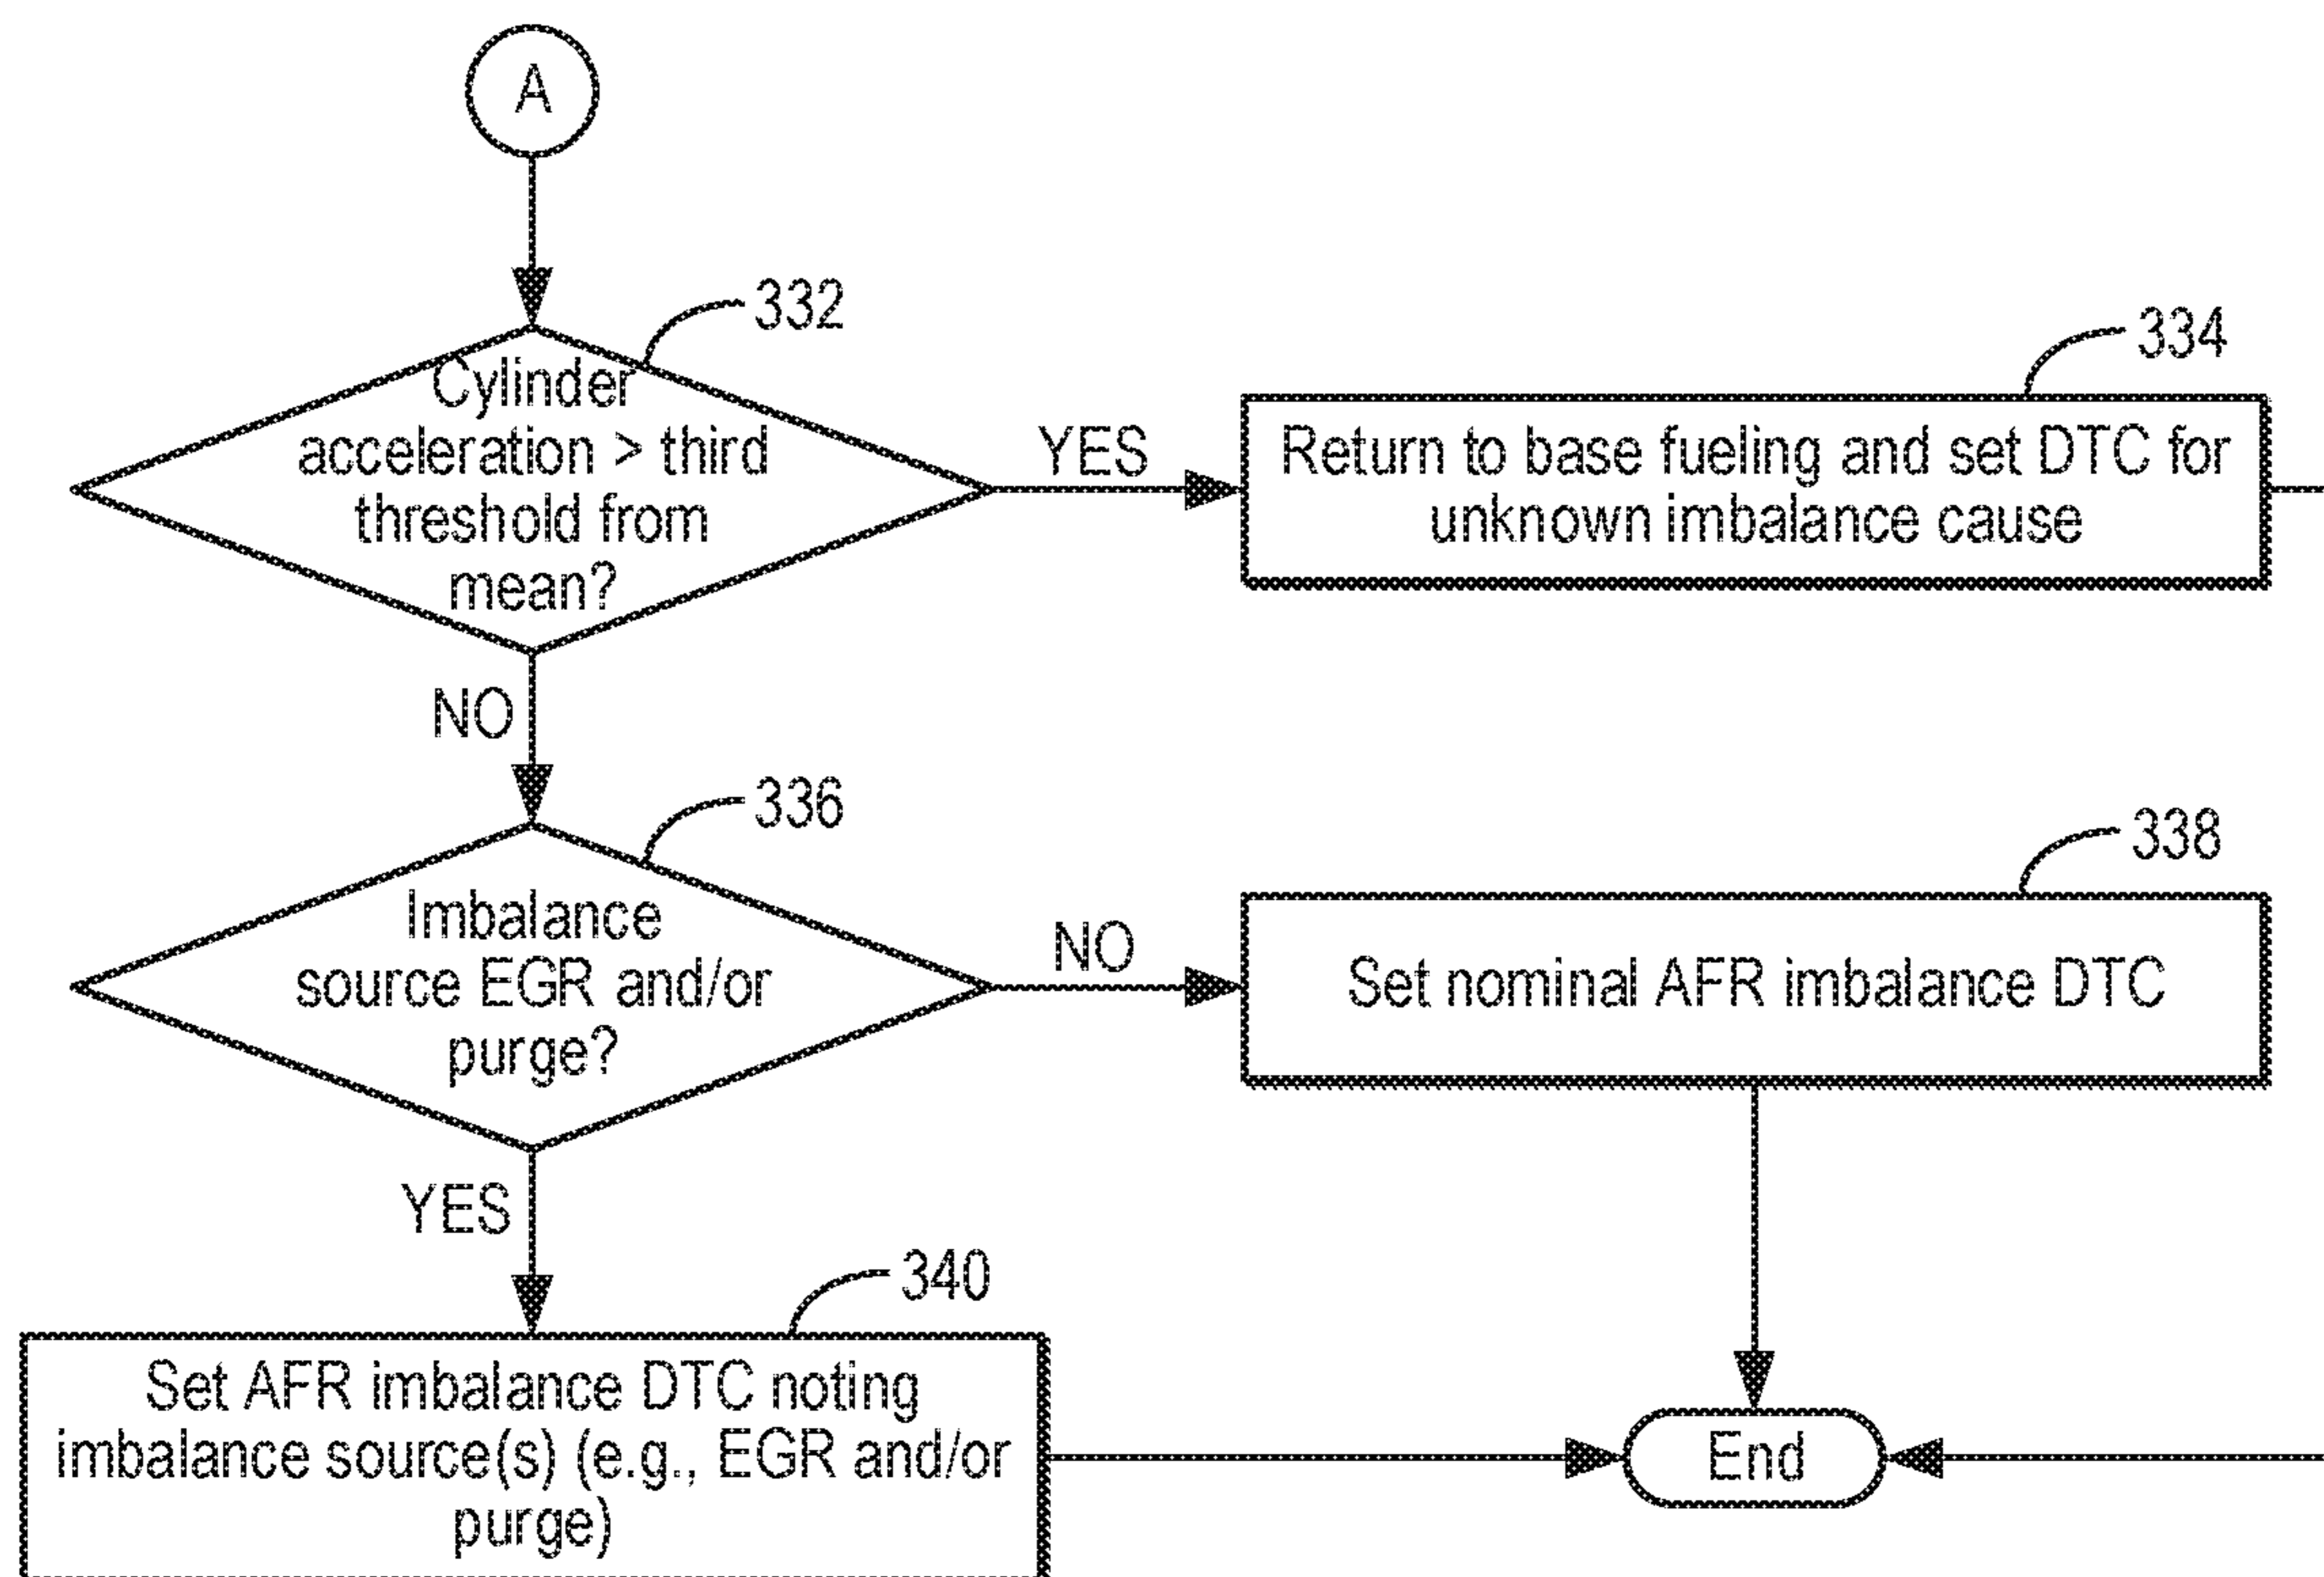 A
332
Cylinder
acceleration > third
threshold from
mean?
YES
334
Return to base fueling and set DTC for
unknown imbalance cause
NO
336
Imbalance
source EGR and/or
purge?
NO
338
Set nominal AFR imbalance DTC
YES
340
Set AFR imbalance DTC noting
imbalance source(s) (e.g., EGR and/or
purge)
End